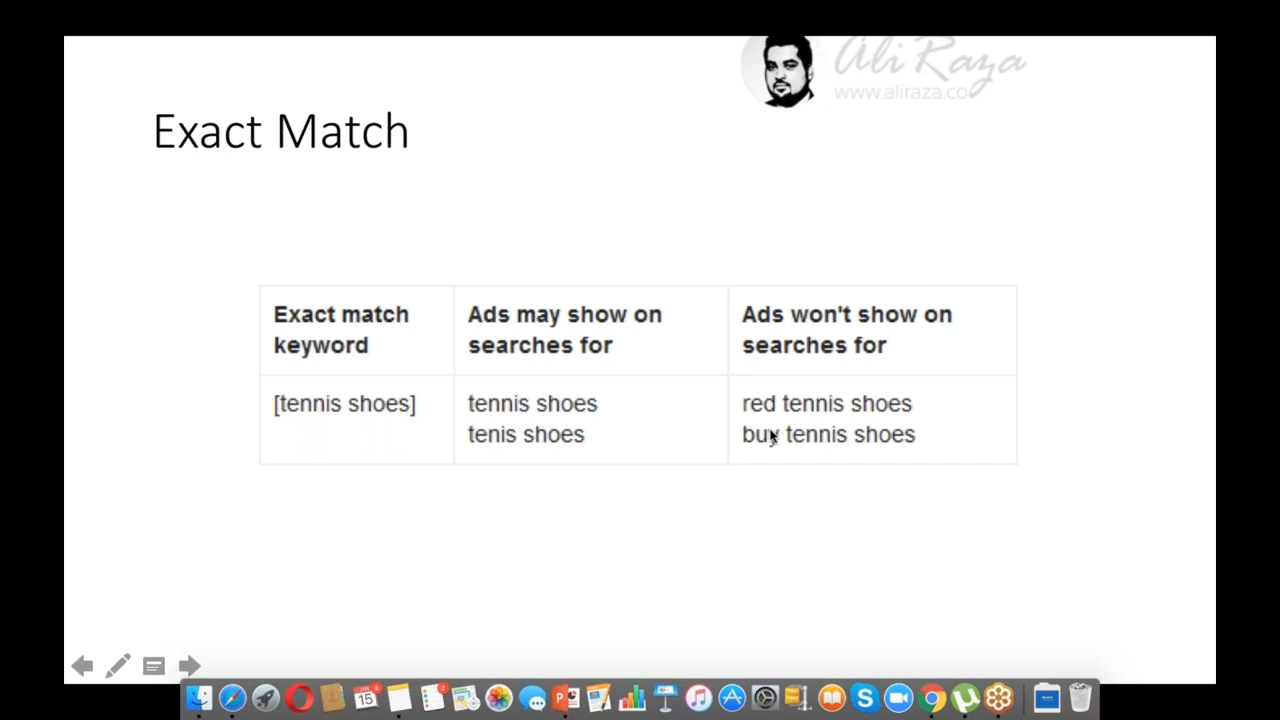 Ali Raza
www.aliraza.co
Exact Match
Exact match
keyword
Ads may show on
searches for
Ads won't show on
searches for
[tennis shoes]
tennis shoes
tenis shoes
red tennis shoes
buy tennis shoes
15